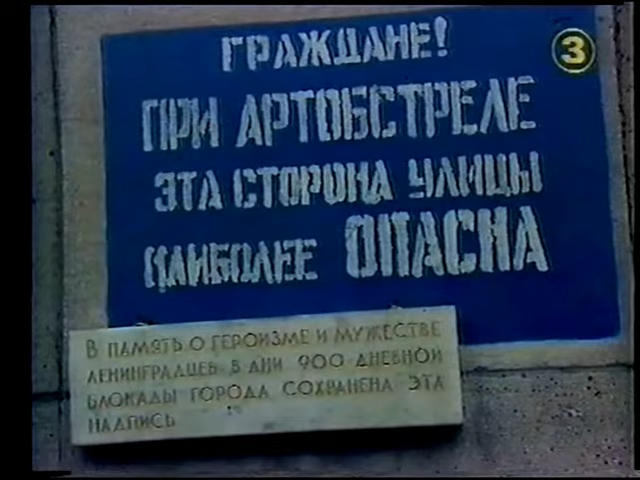 ГРАЖДАНЕ!
3
ПРИ АРТОБСТРЕЛЕ
ЭТА СТОРОНА УЛИЦЫ
НАИБОЛЕЕ ОПАСНА
В ПАМЯТЬ О ГЕРОИЗМЕ И МУЖЕСТВЕ
ЛЕНИНГРАДЦЕВ В ДНИ 900 ДНЕВНОЙ
БЛОКАДЫ ГОРОДА СОХРАНЕНА ЭТА
НАДПИСЬ